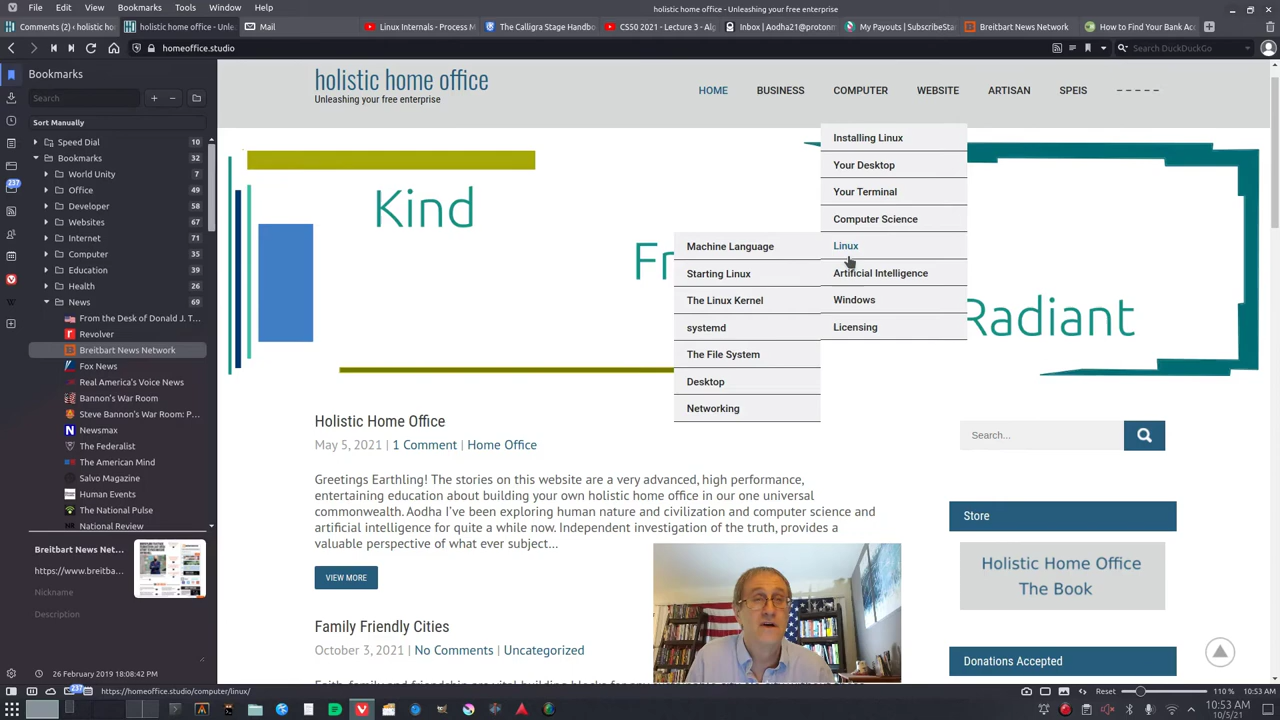 File
Edit
View
Bookmarks
Tools
Window
Help
holistic home office - Unleashing your free enterprise
Comments (1) ‹ holistic ho
holistic home office - Unle
Mail
Linux Internals - Process M
The Calligra Stage Handbo
CS50 2021 - Lecture 3 - Alg
Inbox | Aodha21@protonm
My Payouts | SubscribeSta
Breitbart News Network
How to Find Your Bank Acc
homeoffice.studio
Search DuckDuckGo
Bookmarks
Search
Sort Manually
Speed Dial 10
Bookmarks 32
World Unity 7
Office 49
Developer 58
Websites 67
Internet 71
Computer 35
Education 46
Health 26
News 69
From the Desk of Donald J. T...
Revolver
Breitbart News Network
Fox News
Real America's Voice News
Bannon's War Room
Steve Bannon's War Room: P...
Newsmax
The Federalist
The American Mind
Salvo Magazine
Human Events
The National Pulse
National Review
Breitbart News Net...
https://www.breitba...
Nickname
Description
26 February 2019 18:08:42 PM
237
holistic home office
Unleashing your free enterprise
HOME
BUSINESS
COMPUTER
WEBSITE
ARTISAN
SPEIS
– – – – –
Installing Linux
Your Desktop
Your Terminal
Computer Science
Linux
Artificial Intelligence
Windows
Licensing
Machine Language
Starting Linux
The Linux Kernel
systemd
The File System
Desktop
Networking
Kind
Fr
Radiant
Holistic Home Office
May 5, 2021 | 1 Comment | Home Office
Greetings Earthling! The stories on this website are a very advanced, high performance,
entertaining education about building your own holistic home office in our one universal
commonwealth. Aodha I've been exploring human nature and civilization and computer science and
artificial intelligence for quite a while now. Independent investigation of the truth, provides a
valuable perspective of what ever subject…
VIEW MORE
Family Friendly Cities
October 3, 2021 | No Comments | Uncategorized
Search...
Store
Holistic Home Office
The Book
Donations Accepted
237
https://homeoffice.studio/computer/linux/
Reset
110 %
10:53 AM
10:53 AM
10/5/21